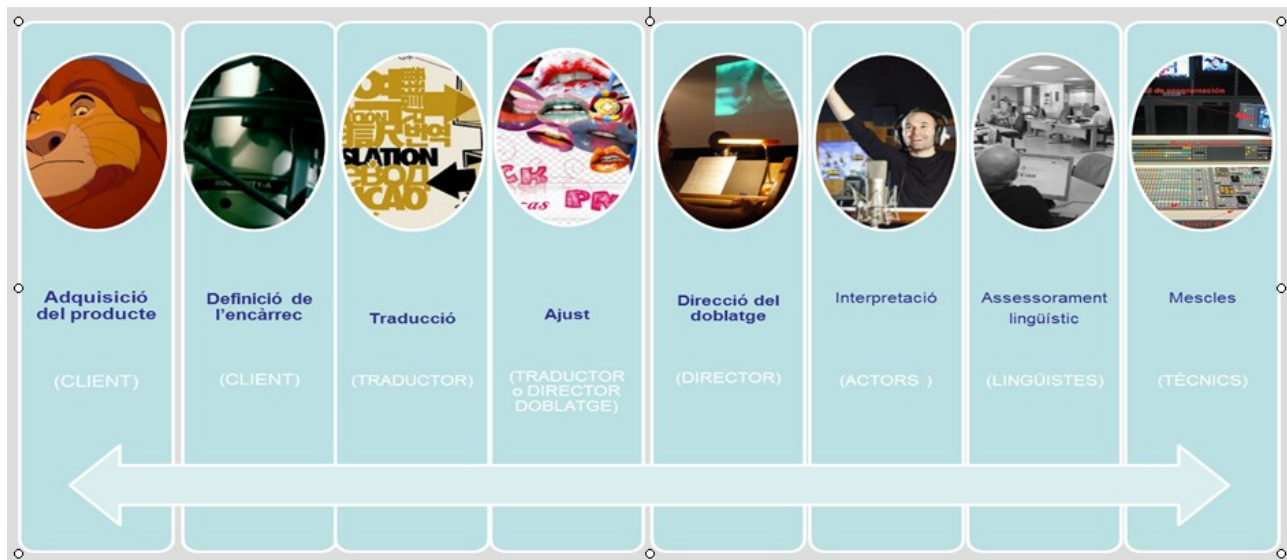 Adquisició
del producte
(CLIENT)
Definició de
l'encàrrec
(CLIENT)
Traducció
(TRADUCTOR)
Ajust
(TRADUCTOR
o DIRECTOR
DOBLATGE)
Direcció del
doblatge
(DIRECTOR)
Interpretació
(ACTORS )
Assessorament
lingüístic
(LINGÜISTES)
Mescles
(TÈCNICS)